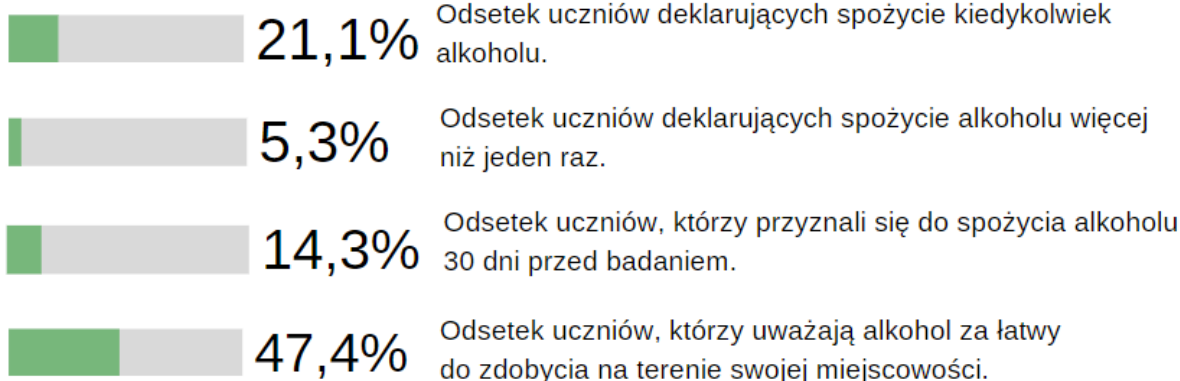 21,1% Odsetek uczniów deklarujących spożycie kiedykolwiek
alkoholu.
5,3% Odsetek uczniów deklarujących spożycie alkoholu więcej
niż jeden raz.
14,3% Odsetek uczniów, którzy przyznali się do spożycia alkoholu
30 dni przed badaniem.
47,4% Odsetek uczniów, którzy uważają alkohol za łatwy
do zdobycia na terenie swojej miejscowości.